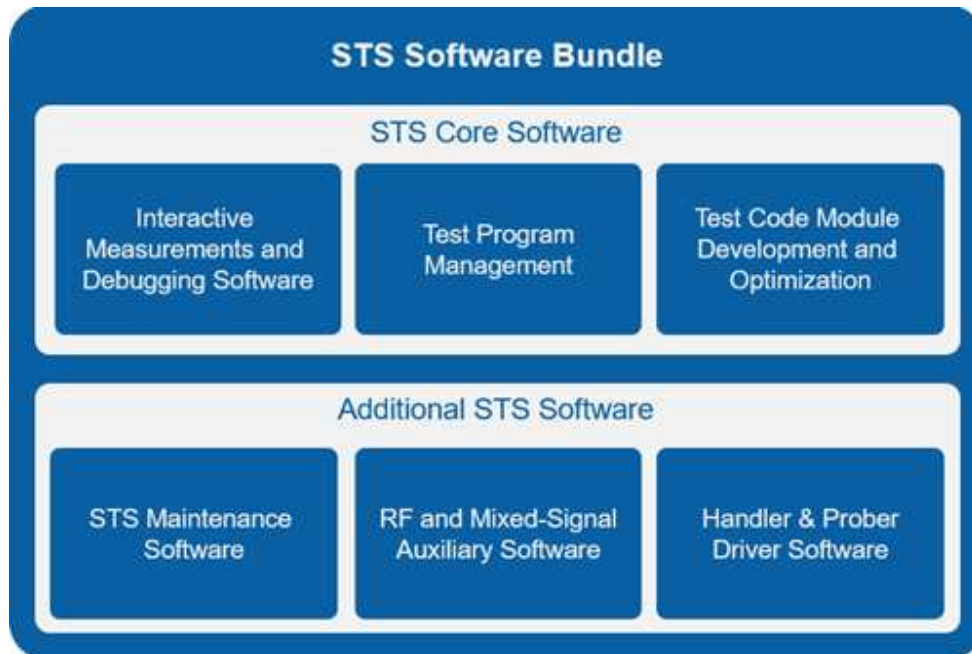 STS Software Bundle
STS Core Software
Interactive
Measurements and
Debugging Software
Test Program
Management
Test Code Module
Development and
Optimization
Additional STS Software
STS Maintenance
Software
RF and Mixed-Signal
Auxiliary Software
Handler & Prober
Driver Software